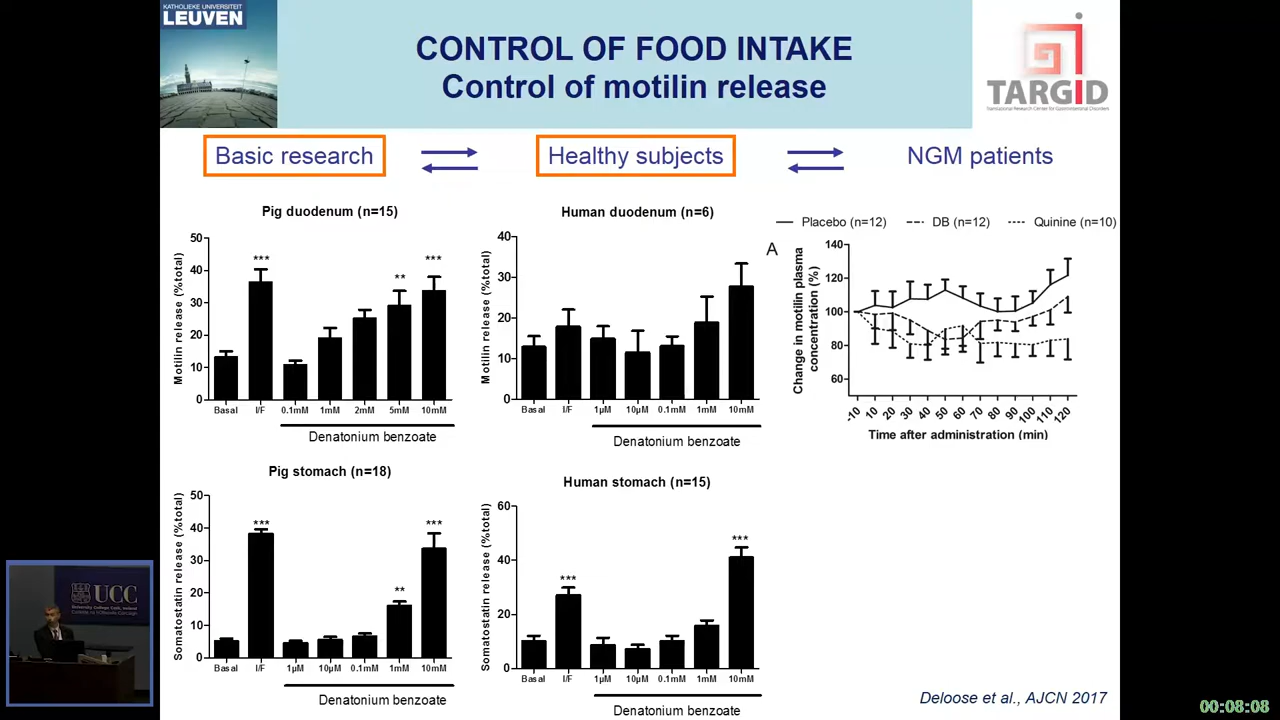 KATHOLIEKE UNIVERSITEIT
LEUVEN
CONTROL OF FOOD INTAKE
Control of motilin release
TARGID
Translational Research Center for Gastrointestinal Disorders
Basic research
Healthy subjects
NGM patients
Pig duodenum (n=15)
Motilin release (%total)
50
40
30
20
10
0
***
**
***
Basal I/F 0.1mM 1mM 2mM 5mM 10mM
Denatonium benzoate
Human duodenum (n=6)
Motilin release (%total)
40
30
20
10
0
Basal I/F 1µM 10µM 0.1mM 1mM 10mM
Denatonium benzoate
Placebo (n=12) DB (n=12) Quinine (n=10)
A
Change in motilin plasma
concentration (%)
140
120
100
80
60
-10 10 20 30 40 50 60 70 80 90 100 110 120
Time after administration (min)
Pig stomach (n=18)
Somatostatin release (%total)
50
40
30
20
10
0
***
**
***
Basal I/F 1µM 10µM 0.1mM 1mM 10mM
Denatonium benzoate
Human stomach (n=15)
Somatostatin release (%total)
60
40
20
0
***
***
Basal I/F 1µM 10µM 0.1mM 1mM 10mM
Denatonium benzoate
UCC
University College Cork, Ireland
Deloose et al., AJCN 2017
00:08:08